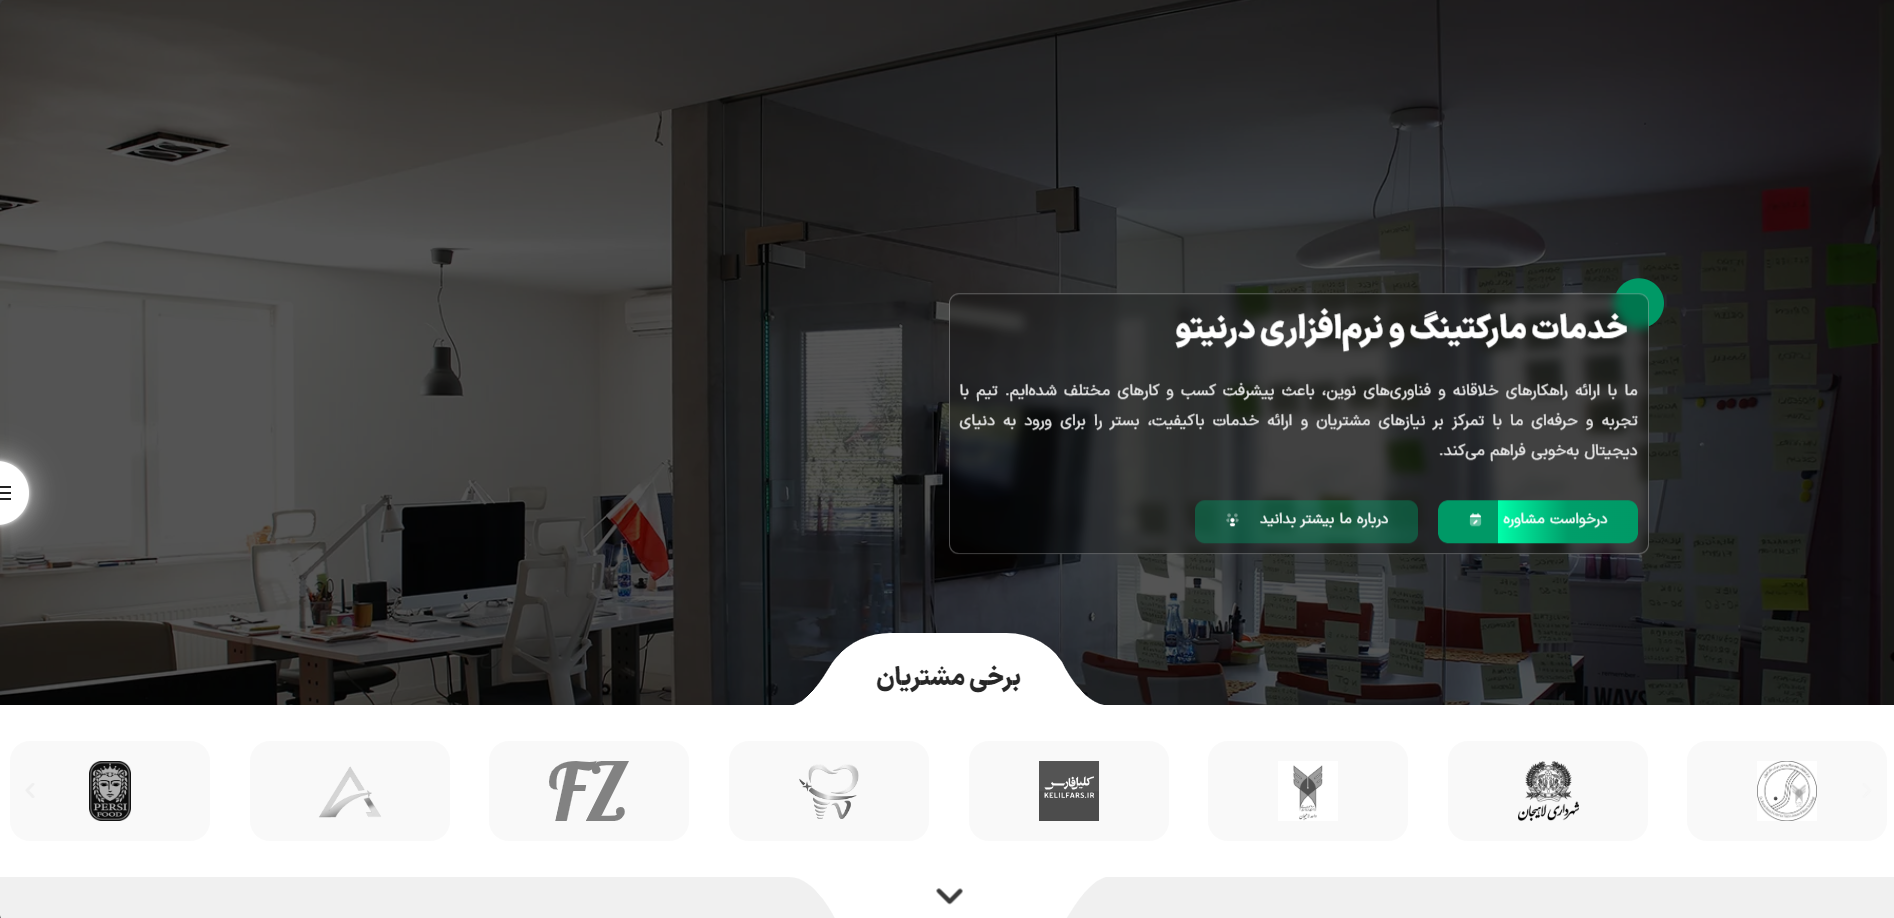 خدمات مارکتینگ و نرم‌افزاری درنیتو
ما با ارائه راهکارهای خلاقانه و فناوری‌های نوین، باعث پیشرفت کسب و کارهای مختلف شده‌ایم. تیم با
تجربه و حرفه‌ای ما با تمرکز بر نیازهای مشتریان و ارائه خدمات باکیفیت، بستر را برای ورود به دنیای
دیجیتال به‌خوبی فراهم می‌کند.
درخواست مشاوره
درباره ما بیشتر بدانید
برخی مشتریان
شهرداری لاهیجان
کلیل فارس
KELILFARS.IR
FZ
PERSI
FOOD